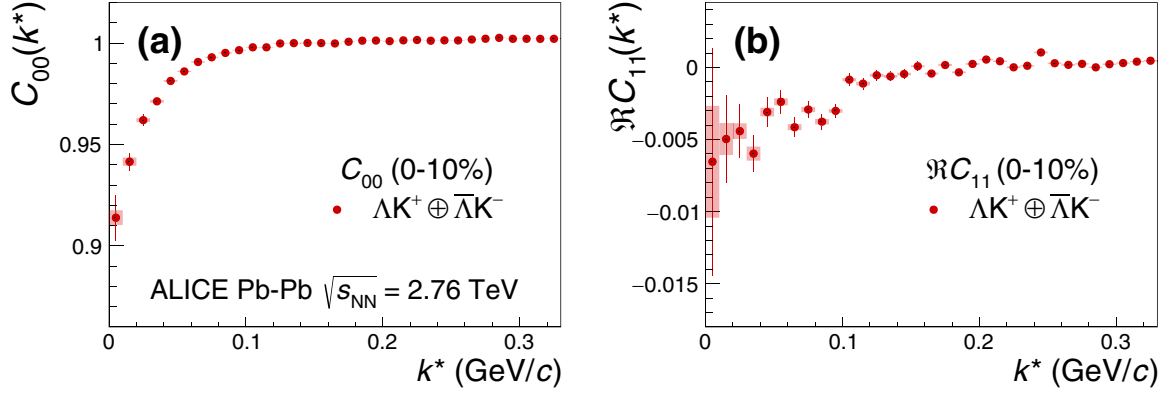 C₀₀(k*)
1
0.95
0.9
(a)
C₀₀ (0-10%)
ΛK⁺ ⊕ Λ̅K⁻
ALICE Pb-Pb √s_NN = 2.76 TeV
0 0.1 0.2 0.3
k* (GeV/c)
ℜC₁₁(k*)
0
−0.005
−0.01
−0.015
(b)
ℜC₁₁ (0-10%)
ΛK⁺ ⊕ Λ̅K⁻
0 0.1 0.2 0.3
k* (GeV/c)